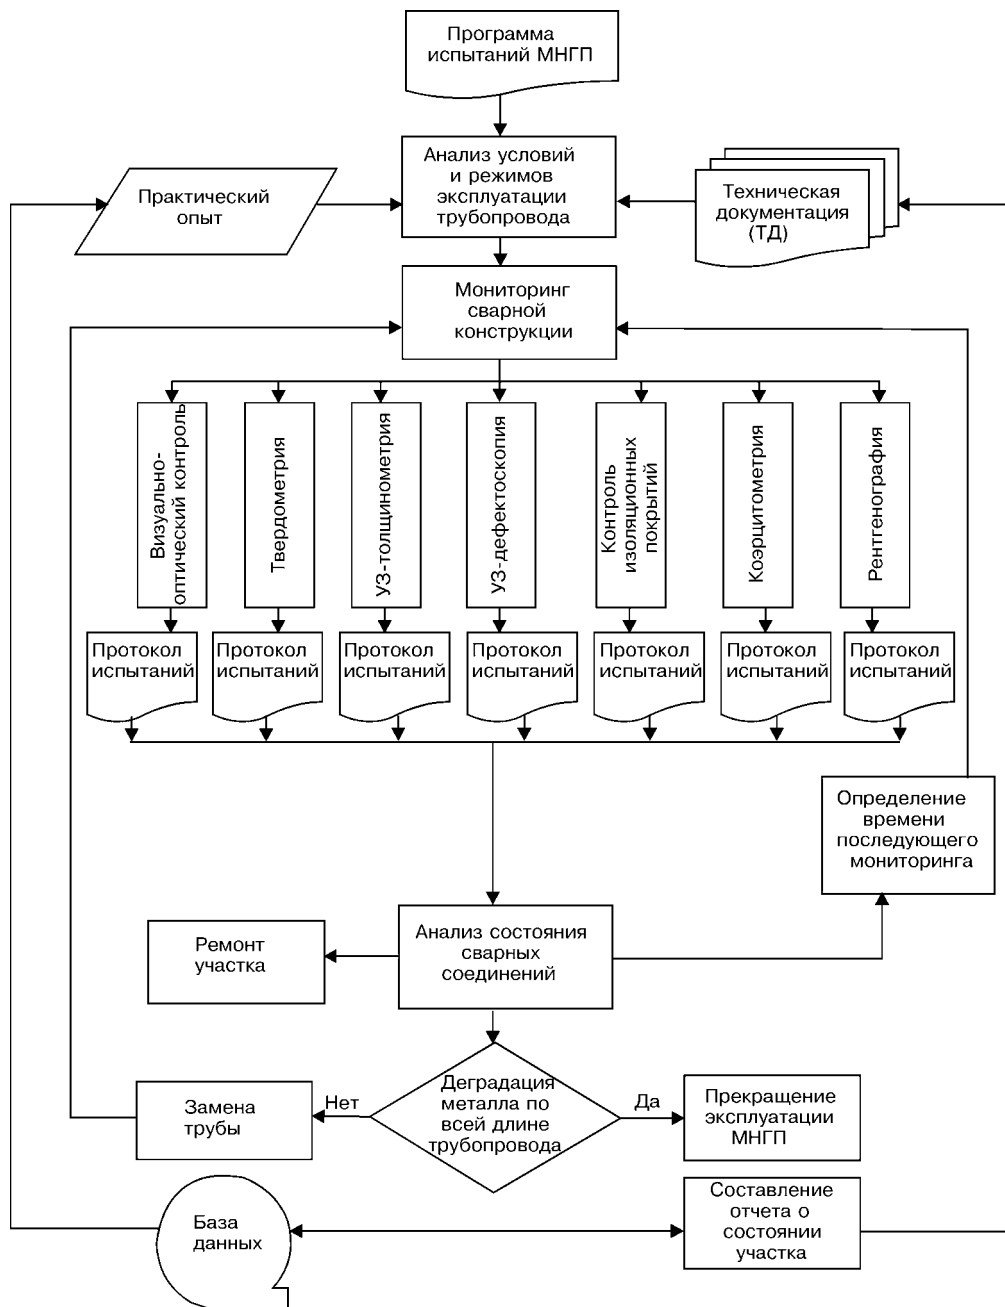 Программа
испытаний МНГП
Анализ условий
и режимов
эксплуатации
трубопровода
Практический
опыт
Техническая
документация
(ТД)
Мониторинг
сварной
конструкции
Визуально-
оптический контроль
Твердометрия
УЗ-толщинометрия
УЗ-дефектоскопия
Контроль
изоляционных
покрытий
Коэрцитометрия
Рентгенография
Протокол
испытаний
Протокол
испытаний
Протокол
испытаний
Протокол
испытаний
Протокол
испытаний
Протокол
испытаний
Протокол
испытаний
Определение
времени
последующего
мониторинга
Анализ состояния
сварных
соединений
Ремонт
участка
Деградация
металла по
всей длине
трубопровода
Нет
Да
Замена
трубы
Прекращение
эксплуатации
МНГП
База
данных
Составление
отчета о
состоянии
участка